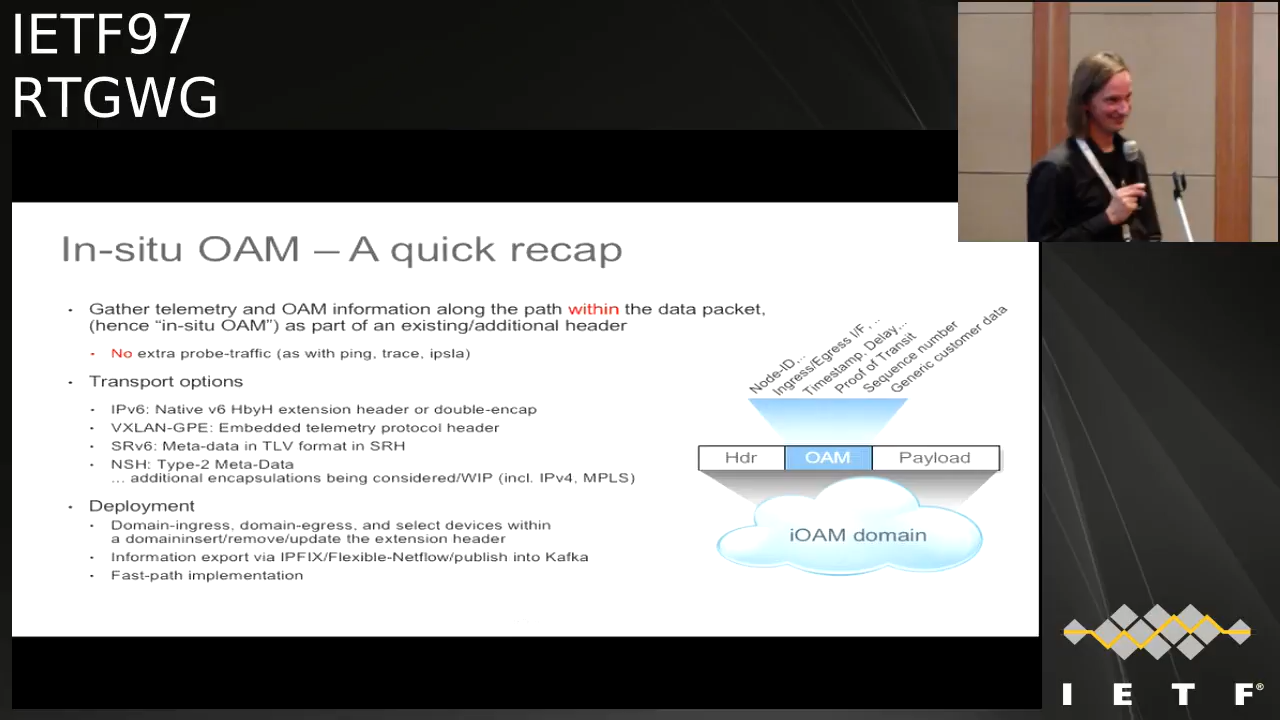 IETF97
RTGWG
In-situ OAM – A quick recap
· Gather telemetry and OAM information along the path within the data packet,
(hence “in-situ OAM”) as part of an existing/additional header
· No extra probe-traffic (as with ping, trace, ipsla)
· Transport options
· IPv6: Native v6 HbyH extension header or double-encap
· VXLAN-GPE: Embedded telemetry protocol header
· SRv6: Meta-data in TLV format in SRH
· NSH: Type-2 Meta-Data
... additional encapsulations being considered/WIP (incl. IPv4, MPLS)
· Deployment
· Domain-ingress, domain-egress, and select devices within
a domaininsert/remove/update the extension header
· Information export via IPFIX/Flexible-Netflow/publish into Kafka
· Fast-path implementation
Node-ID,..
Ingress/Egress I/F, ..
Timestamp, Delay,..
Proof of Transit
Sequence number
Generic customer data
Hdr OAM Payload
iOAM domain
I E T F®